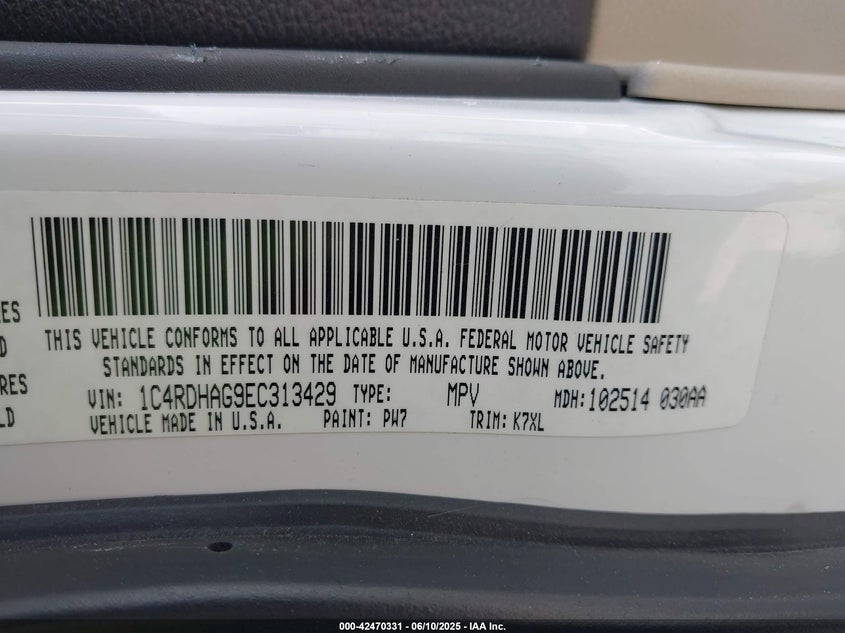 ES
THIS VEHICLE CONFORMS TO ALL APPLICABLE U.S.A. FEDERAL MOTOR VEHICLE SAFETY
D
STANDARDS IN EFFECT ON THE DATE OF MANUFACTURE SHOWN ABOVE.
RES
VIN: 1C4RDHAG9EC313429 TYPE: MPV MDH: 102514 030AA
LD
VEHICLE MADE IN U.S.A. PAINT: PW7 TRIM: K7XL
000-42470331 - 06/10/2025 - IAA Inc.